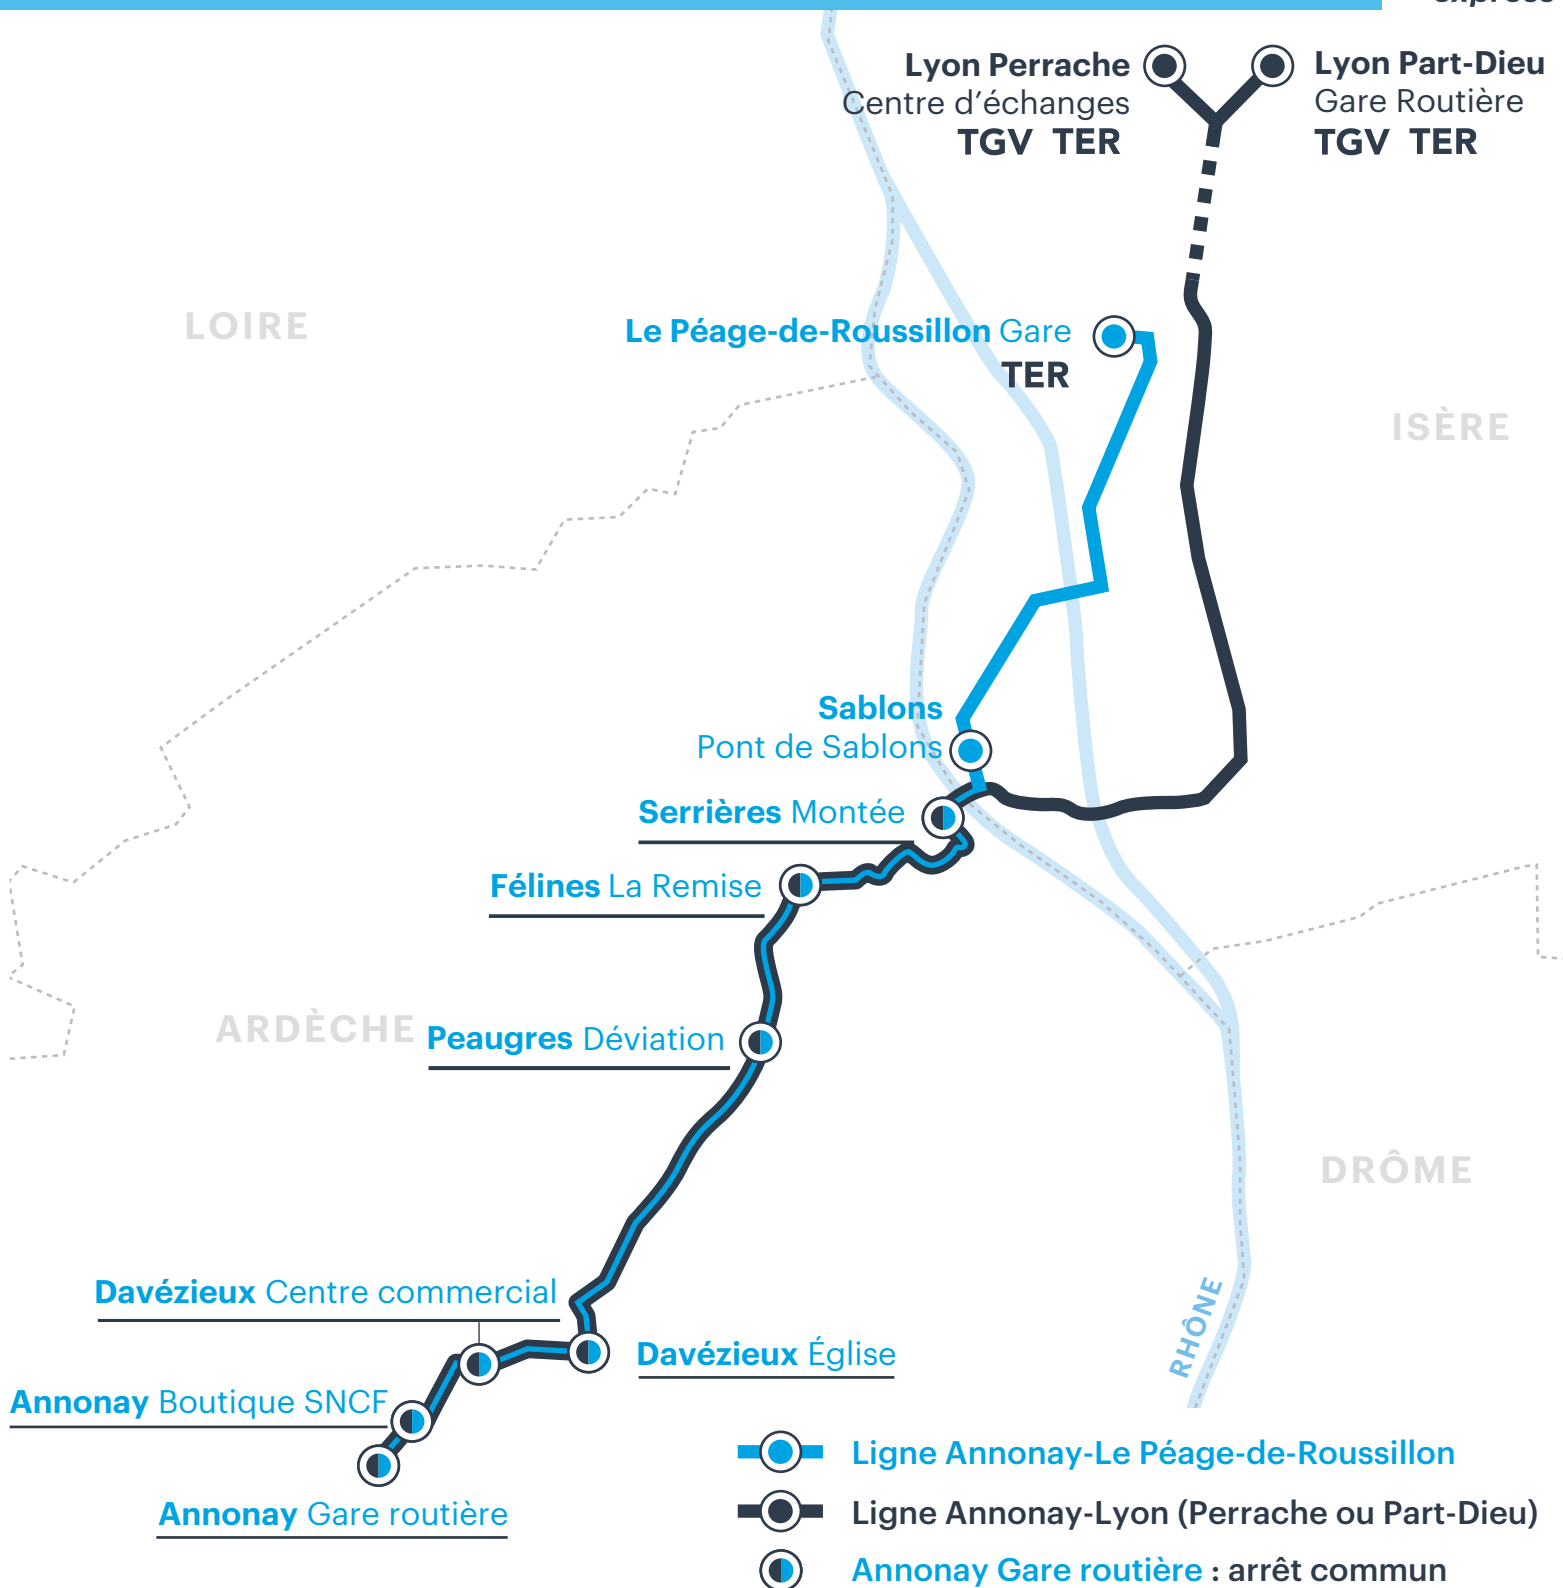 express
Lyon Perrache
Centre d'échanges
TGV TER
Lyon Part-Dieu
Gare Routière
TGV TER
LOIRE
Le Péage-de-Roussillon Gare
TER
ISÈRE
Sablons
Pont de Sablons
Serrières Montée
Félines La Remise
ARDÈCHE
Peaugres Déviation
DRÔME
Davézieux Centre commercial
RHÔNE
Davézieux Église
Annonay Boutique SNCF
Annonay Gare routière
Ligne Annonay-Le Péage-de-Roussillon
Ligne Annonay-Lyon (Perrache ou Part-Dieu)
Annonay Gare routière : arrêt commun